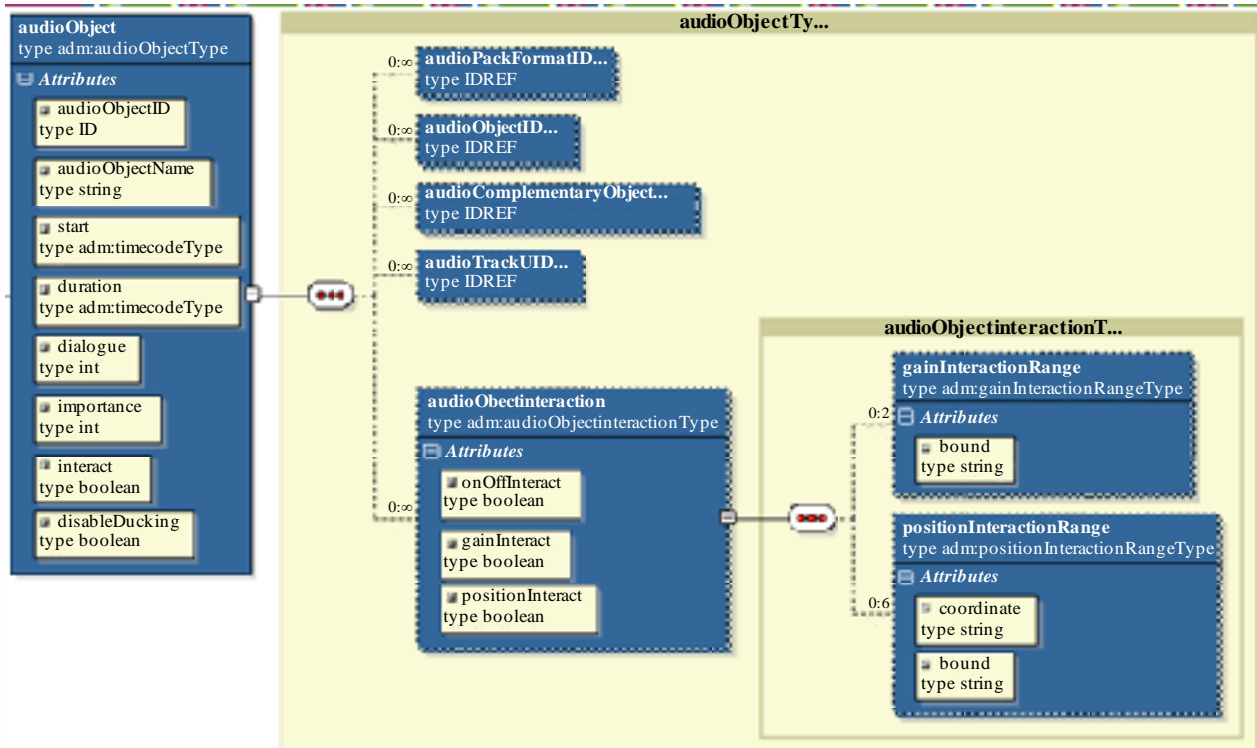 audioObject
type adm:audioObjectType
Attributes
audioObjectID
type ID
audioObjectName
type string
start
type adm:timecodeType
duration
type adm:timecodeType
dialogue
type int
importance
type int
interact
type boolean
disableDucking
type boolean
audioObjectTy...
0:∞
audioPackFormatID...
type IDREF
0:∞
audioObjectID...
type IDREF
0:∞
audioComplementaryObject...
type IDREF
0:∞
audioTrackUID...
type IDREF
0:∞
audioObectinteraction
type adm:audioObjectinteractionType
Attributes
onOffInteract
type boolean
gainInteract
type boolean
positionInteract
type boolean
audioObjectinteractionT...
0:2
gainInteractionRange
type adm:gainInteractionRangeType
Attributes
bound
type string
0:6
positionInteractionRange
type adm:positionInteractionRangeType
Attributes
coordinate
type string
bound
type string